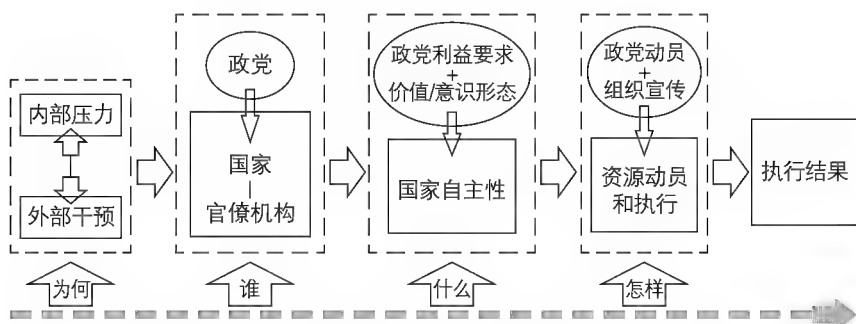 内部压力
外部干预
为何
政党
国家
官僚机构
谁
政党利益要求
+
价值/意识形态
国家自主性
什么
政党动员
+
组织宣传
资源动员
和执行
怎样
执行结果